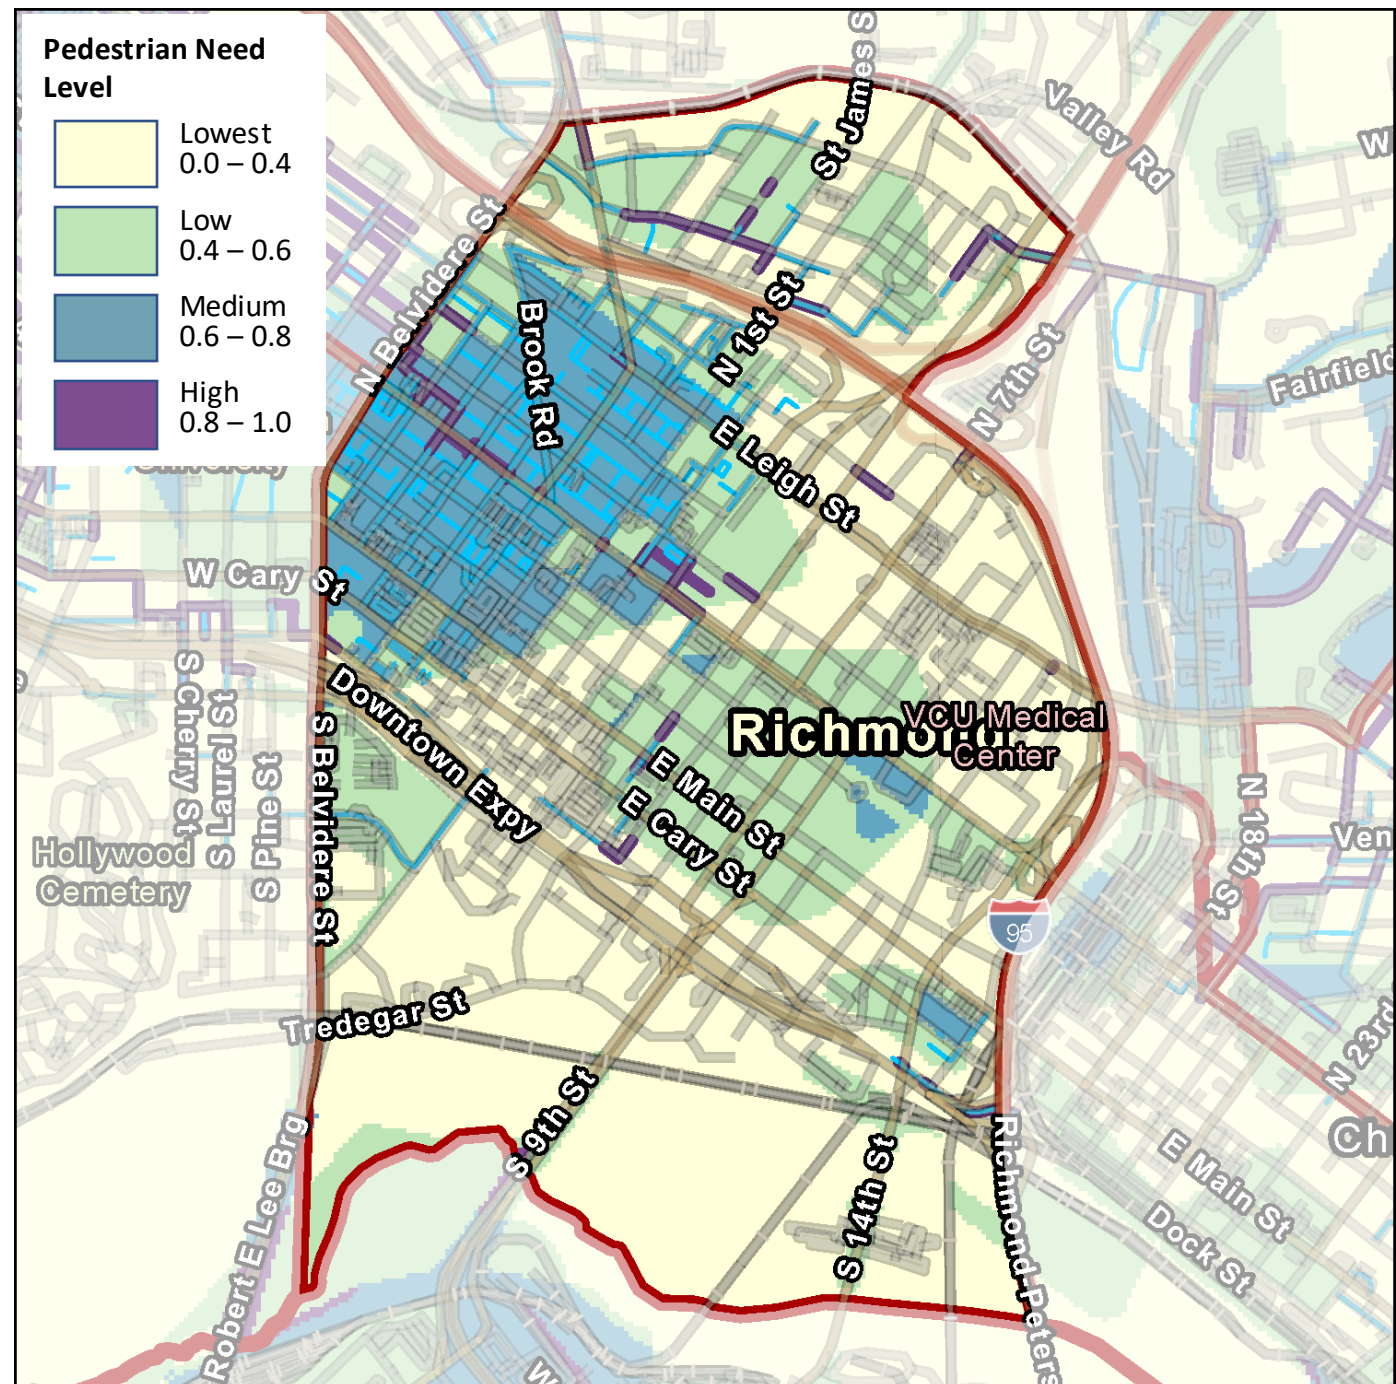 Pedestrian Need
Level
Lowest
0.0 – 0.4
Low
0.4 – 0.6
Medium
0.6 – 0.8
High
0.8 – 1.0
St James S
Valley Rd
W
N Belvidere St
Brook Rd
N 1st St
N 7th St
Fairfield
E Leigh St
University
W Cary St
S Cherry St
S Laurel St
S Pine St
S Belvidere St
Downtown Expy
Richmond
VCU Medical
Center
E Main St
E Cary St
Hollywood
Cemetery
N 18th St
Ven
95
Tredegar St
N 23rd
S 9th St
S 14th St
Robert E Lee Brg
Richmond-Peters
E Main St
Dock St
Ch
W